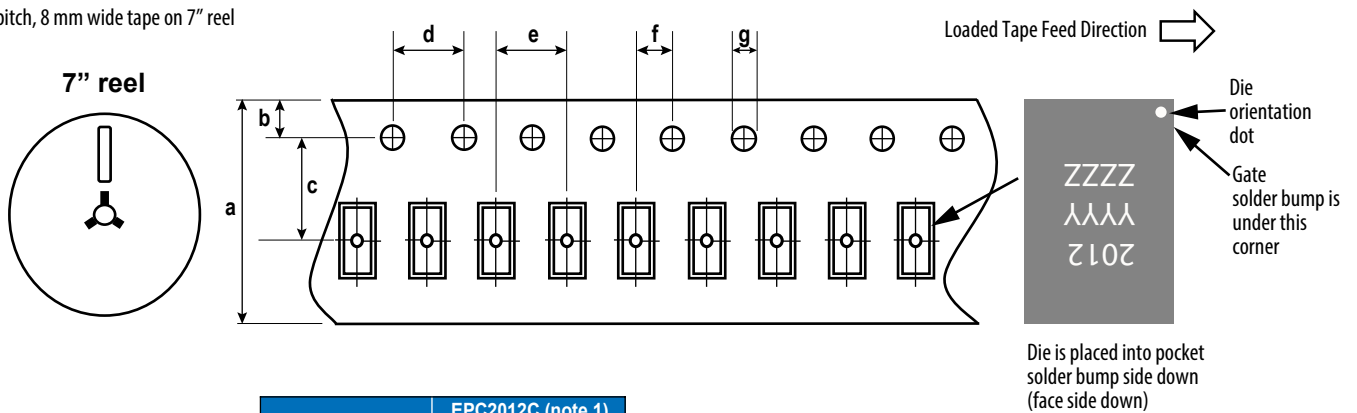 pitch, 8 mm wide tape on 7” reel
Loaded Tape Feed Direction
7” reel
d
e
f
g
b
c
a
Die
orientation
dot
Gate
solder bump is
under this
corner
2012
YYYY
ZZZZ
Die is placed into pocket
solder bump side down
(face side down)
EPC2012C (note 1)